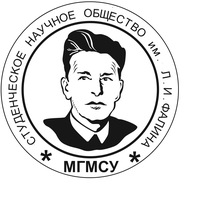 СТУДЕНЧЕСКОЕ НАУЧНОЕ ОБЩЕСТВО им. Л. И. ФАЛИНА
МГМСУ